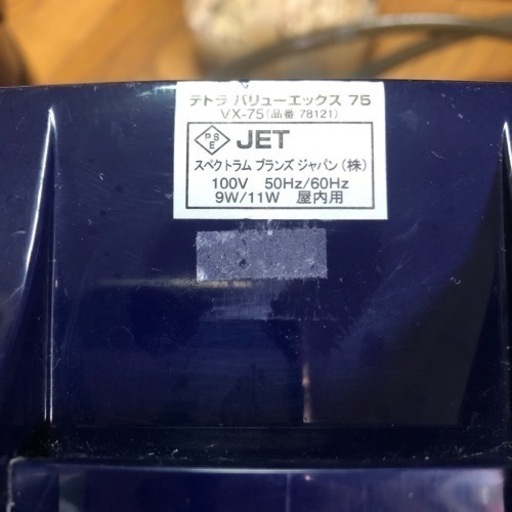 テトラ バリューエックス 75
VX-75(品番 78121)
PSE JET
スペクトラム ブランズ ジャパン(株)
100V 50Hz/60Hz
9W/11W 屋内用